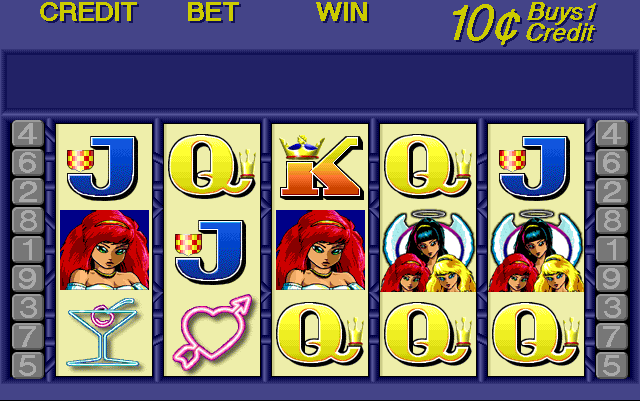 CREDIT BET WIN 10¢ Buys 1
Credit
4 J Q K Q J 4
6 6
2 2
8 J 8
1 1
9 9
3 Q Q Q 3
7 7
5 5